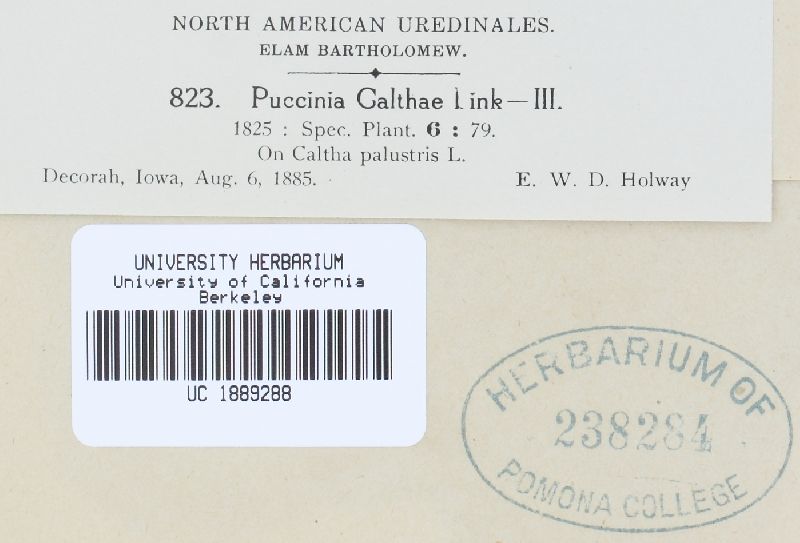 NORTH AMERICAN UREDINALES.
ELAM BARTHOLOMEW.
823. Puccinia Galthae Link—III.
1825 : Spec. Plant. 6 : 79.
On Caltha palustris L.
Decorah, Iowa, Aug. 6, 1885. E. W. D. Holway
UNIVERSITY HERBARIUM
University of California
Berkeley
UC 1889288
HERBARIUM OF
238284
POMONA COLLEGE